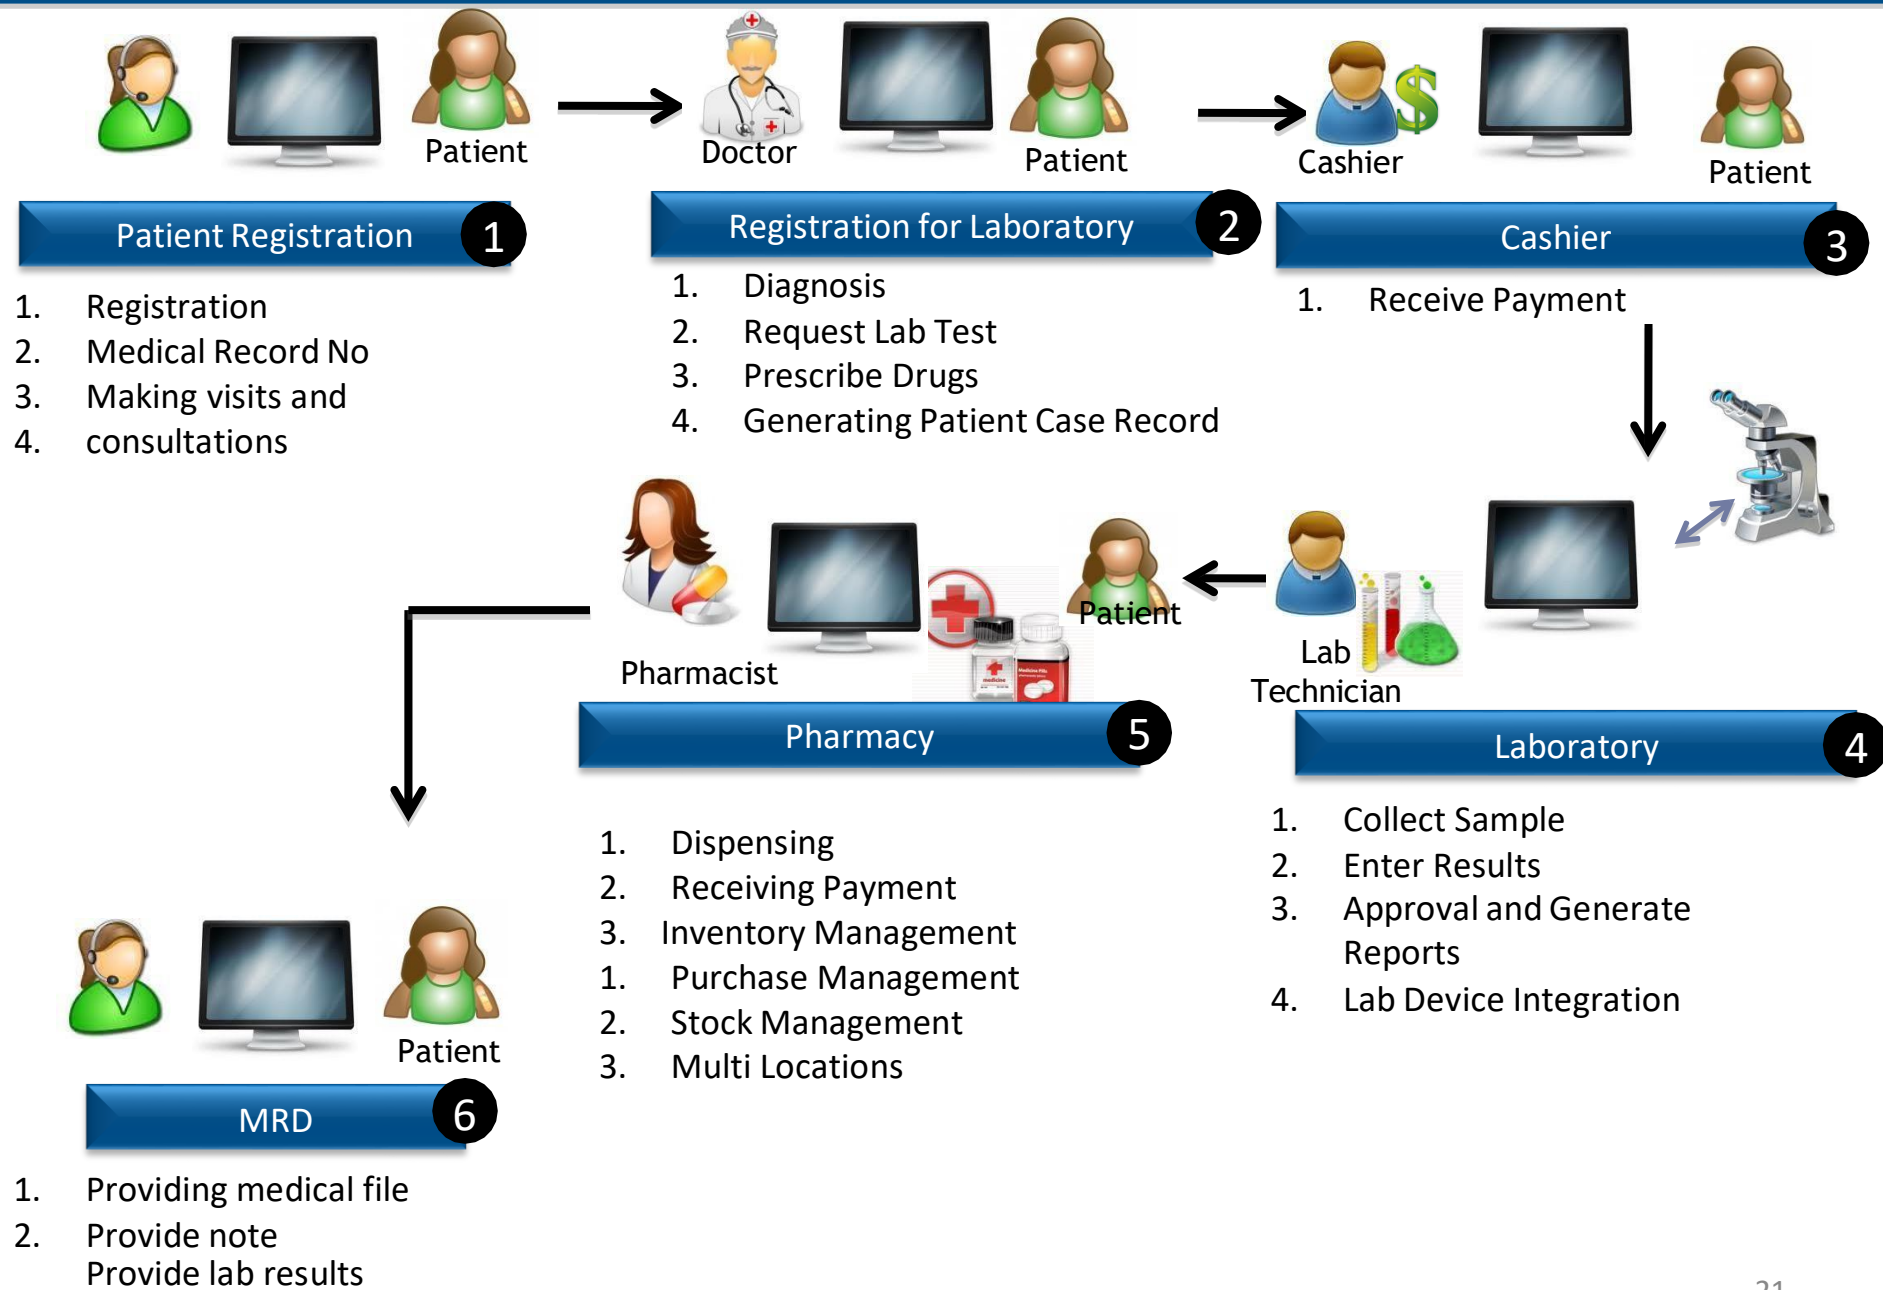 Patient
Doctor
Patient
Cashier
Patient
Patient Registration 1
Registration for Laboratory 2
Cashier 3
1. Registration
2. Medical Record No
3. Making visits and
4. consultations
1. Diagnosis
2. Request Lab Test
3. Prescribe Drugs
4. Generating Patient Case Record
1. Receive Payment
Pharmacist
medicine
Medicine Pills
Patient
Lab
Technician
Pharmacy 5
Laboratory 4
1. Dispensing
2. Receiving Payment
3. Inventory Management
1. Purchase Management
2. Stock Management
3. Multi Locations
1. Collect Sample
2. Enter Results
3. Approval and Generate
Reports
4. Lab Device Integration
Patient
MRD 6
1. Providing medical file
2. Provide note
Provide lab results